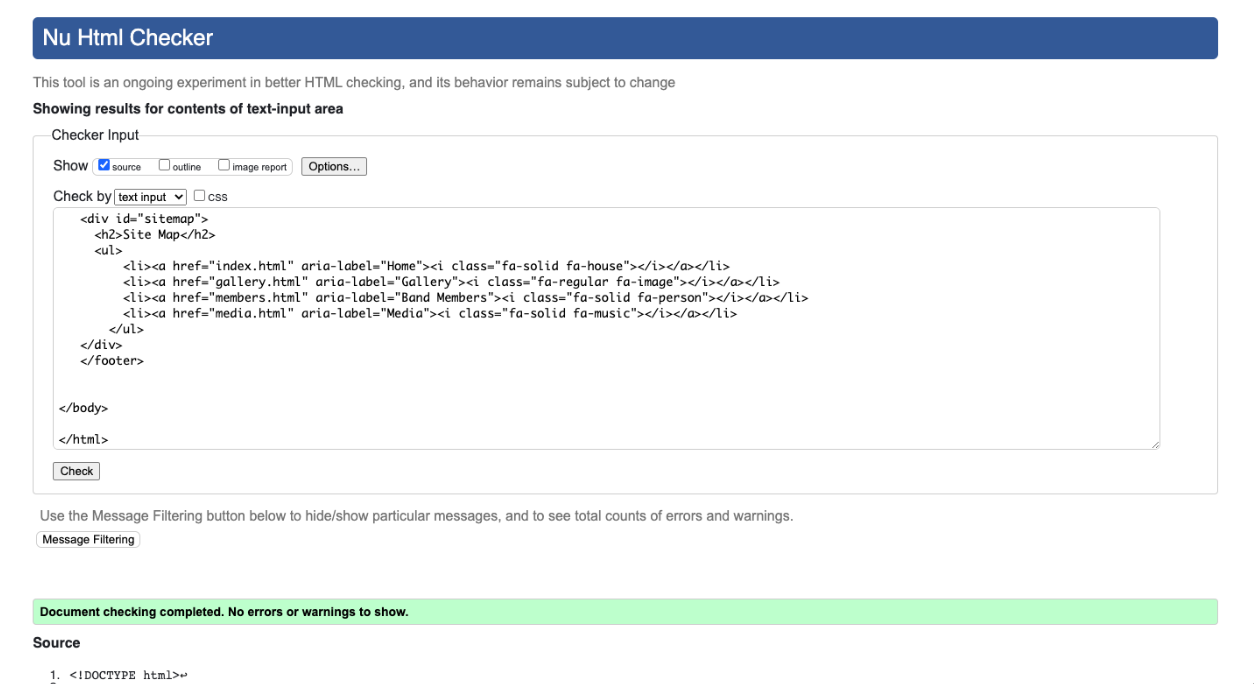 Nu Html Checker
This tool is an ongoing experiment in better HTML checking, and its behavior remains subject to change
Showing results for contents of text-input area
Checker Input
Show source outline image report Options...
Check by text input css
<div id="sitemap">
<h2>Site Map</h2>
<ul>
<li><a href="index.html" aria-label="Home"><i class="fa-solid fa-house"></i></a></li>
<li><a href="gallery.html" aria-label="Gallery"><i class="fa-regular fa-image"></i></a></li>
<li><a href="members.html" aria-label="Band Members"><i class="fa-solid fa-person"></i></a></li>
<li><a href="media.html" aria-label="Media"><i class="fa-solid fa-music"></i></a></li>
</ul>
</div>
</footer>
</body>
</html>
Check
Use the Message Filtering button below to hide/show particular messages, and to see total counts of errors and warnings.
Message Filtering
Document checking completed. No errors or warnings to show.
Source
1. <!DOCTYPE html>↩